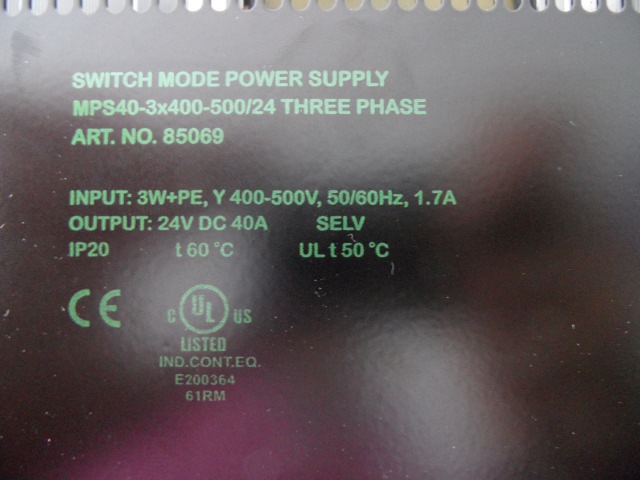 SWITCH MODE POWER SUPPLY
MPS40-3x400-500/24 THREE PHASE
ART. NO. 85069
INPUT: 3W+PE, Y 400-500V, 50/60Hz, 1.7A
OUTPUT: 24V DC 40A SELV
IP20 t 60 °C UL t 50 °C
CE C UL US
LISTED
IND.CONT.EQ.
E200364
61RM